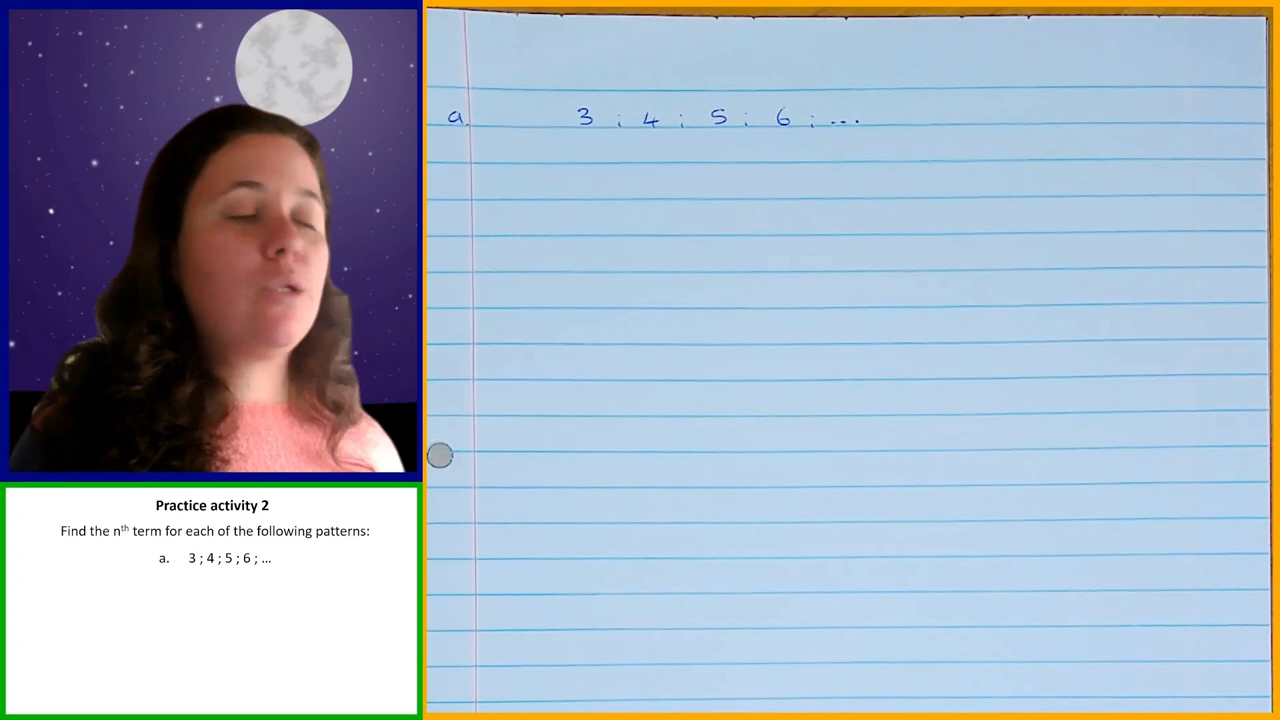 a. 3 ; 4 ; 5 ; 6 ; ...
Practice activity 2
Find the nth term for each of the following patterns:
a. 3 ; 4 ; 5 ; 6 ; ...